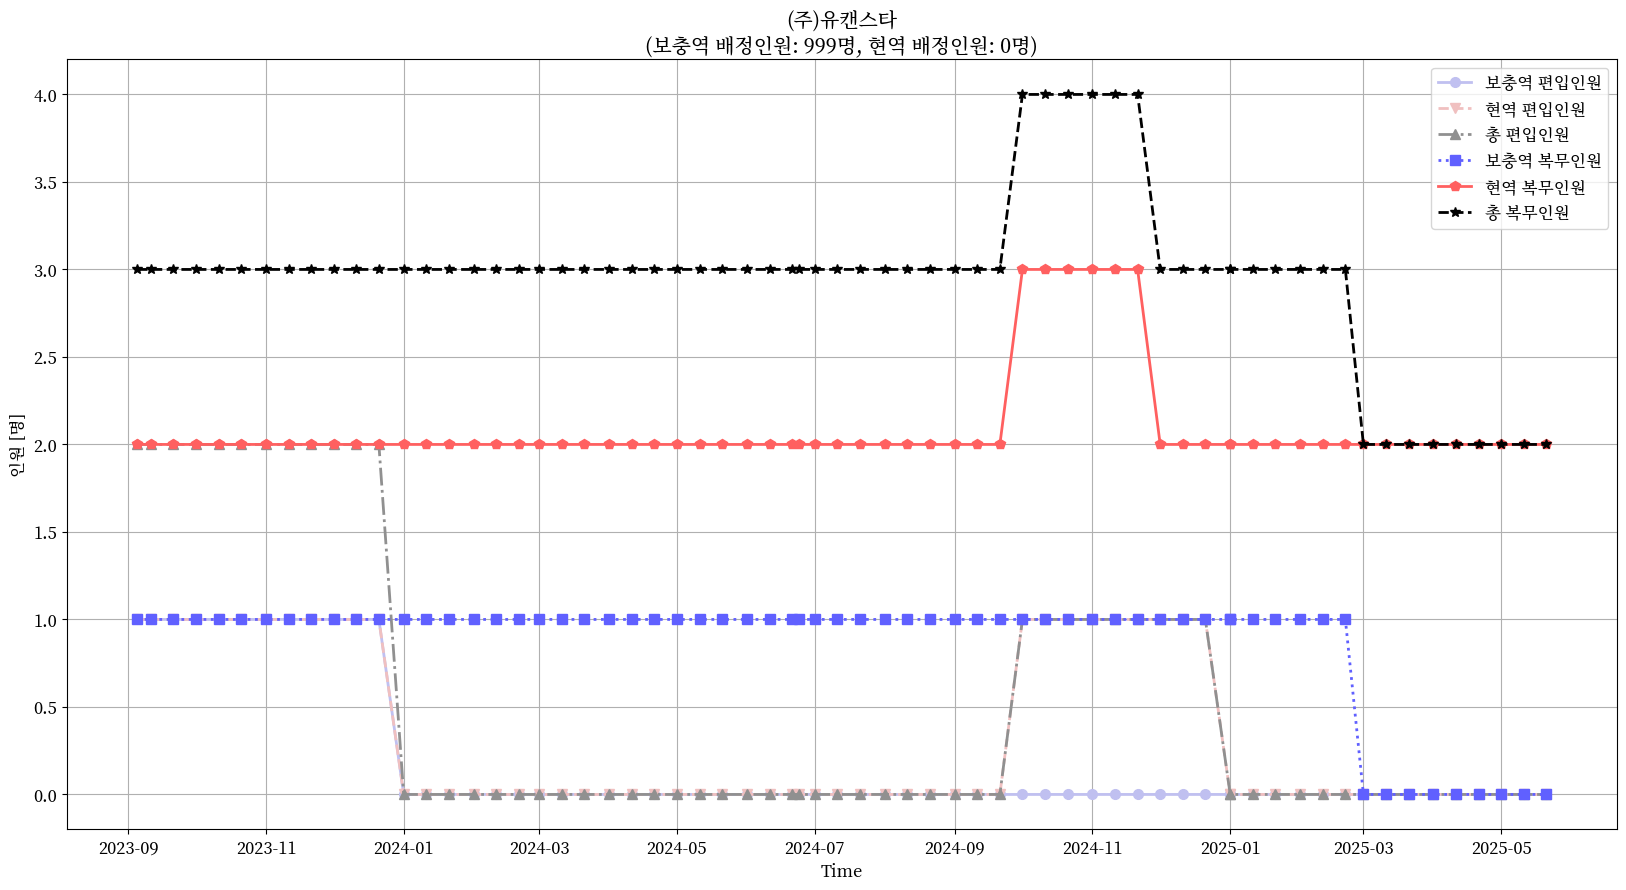 (주)유캔스타
(보충역 배정인원: 999명, 현역 배정인원: 0명)
보충역 편입인원
현역 편입인원
총 편입인원
보충역 복무인원
현역 복무인원
총 복무인원
인원 [명]
4.0
3.5
3.0
2.5
2.0
1.5
1.0
0.5
0.0
2023-09 2023-11 2024-01 2024-03 2024-05 2024-07 2024-09 2024-11 2025-01 2025-03 2025-05
Time